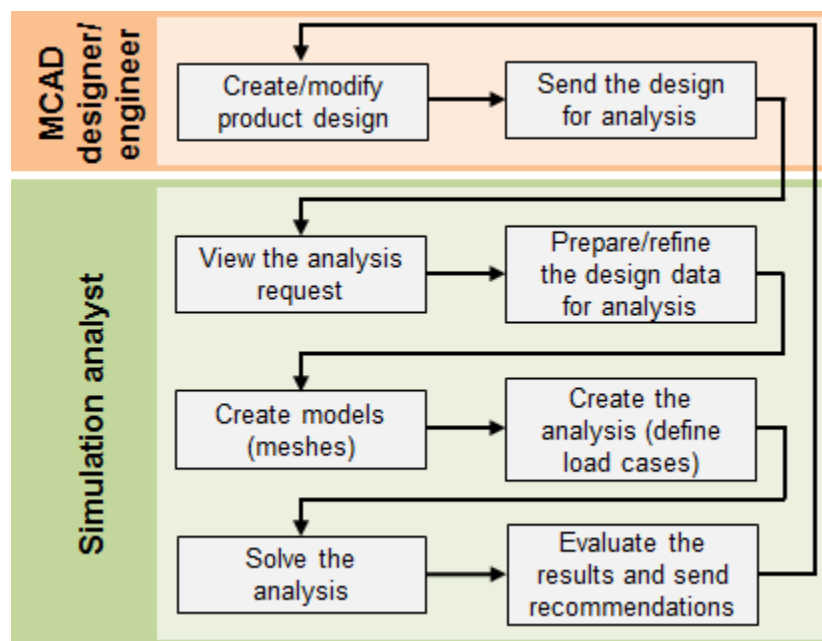 MCAD
designer/
engineer
Create/modify
product design
Send the design
for analysis
Simulation analyst
View the analysis
request
Prepare/refine
the design data
for analysis
Create models
(meshes)
Create the
analysis (define
load cases)
Solve the
analysis
Evaluate the
results and send
recommendations